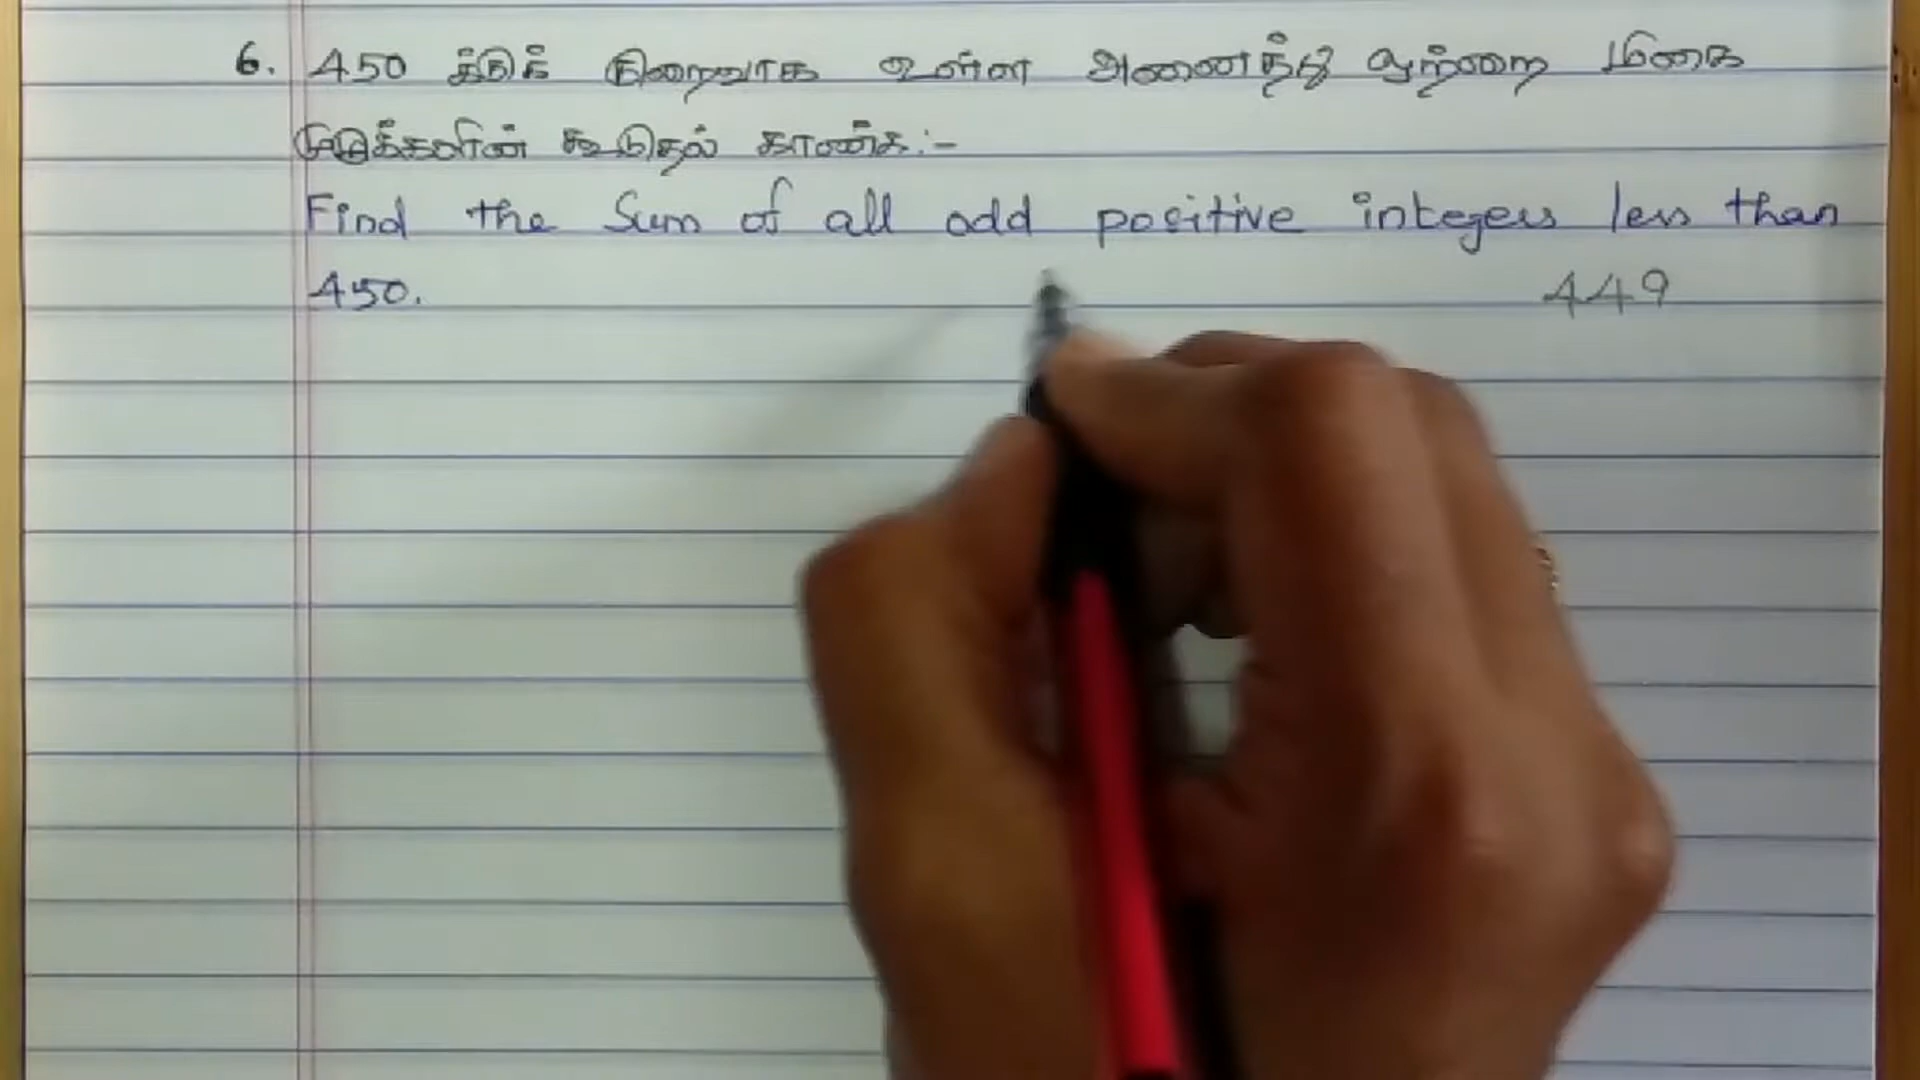 6. 450 க்குக் குறைவாக உள்ள அனைத்து ஒற்றை மிகை
முழுக்களின் கூடுதல் காண்க:-
Find the Sum of all odd positive integers less than
450. 449